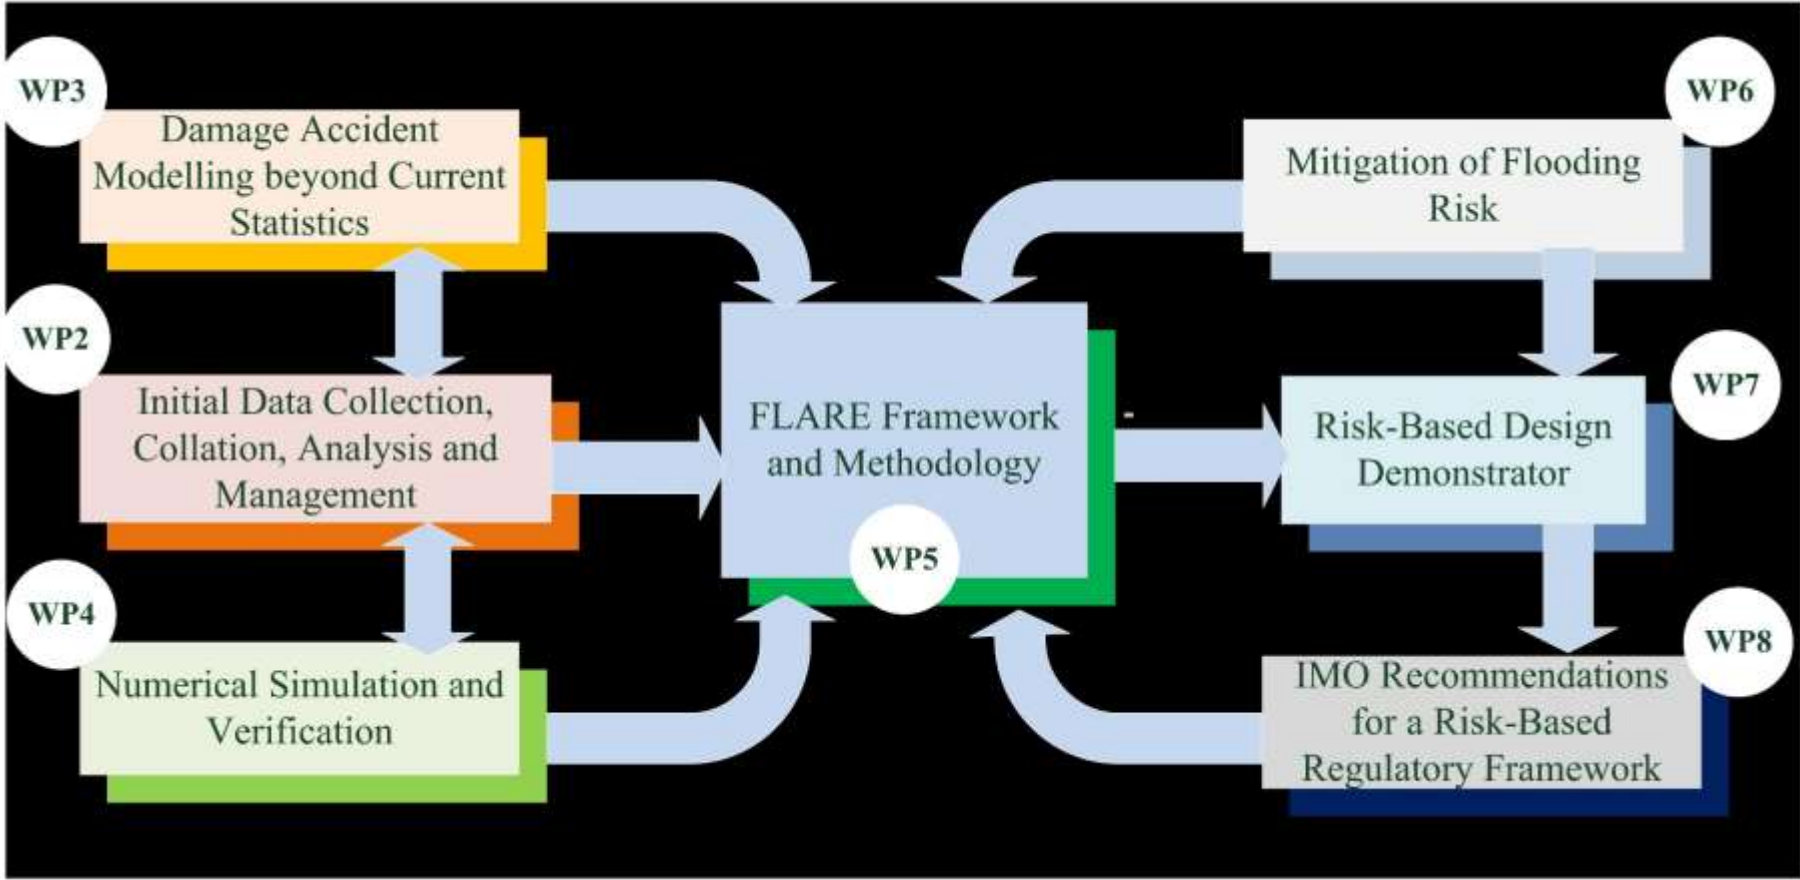 WP3
Damage Accident
Modelling beyond Current
Statistics
WP2
Initial Data Collection,
Collation, Analysis and
Management
WP4
Numerical Simulation and
Verification
FLARE Framework
and Methodology
WP5
WP6
Mitigation of Flooding
Risk
WP7
Risk-Based Design
Demonstrator
WP8
IMO Recommendations
for a Risk-Based
Regulatory Framework